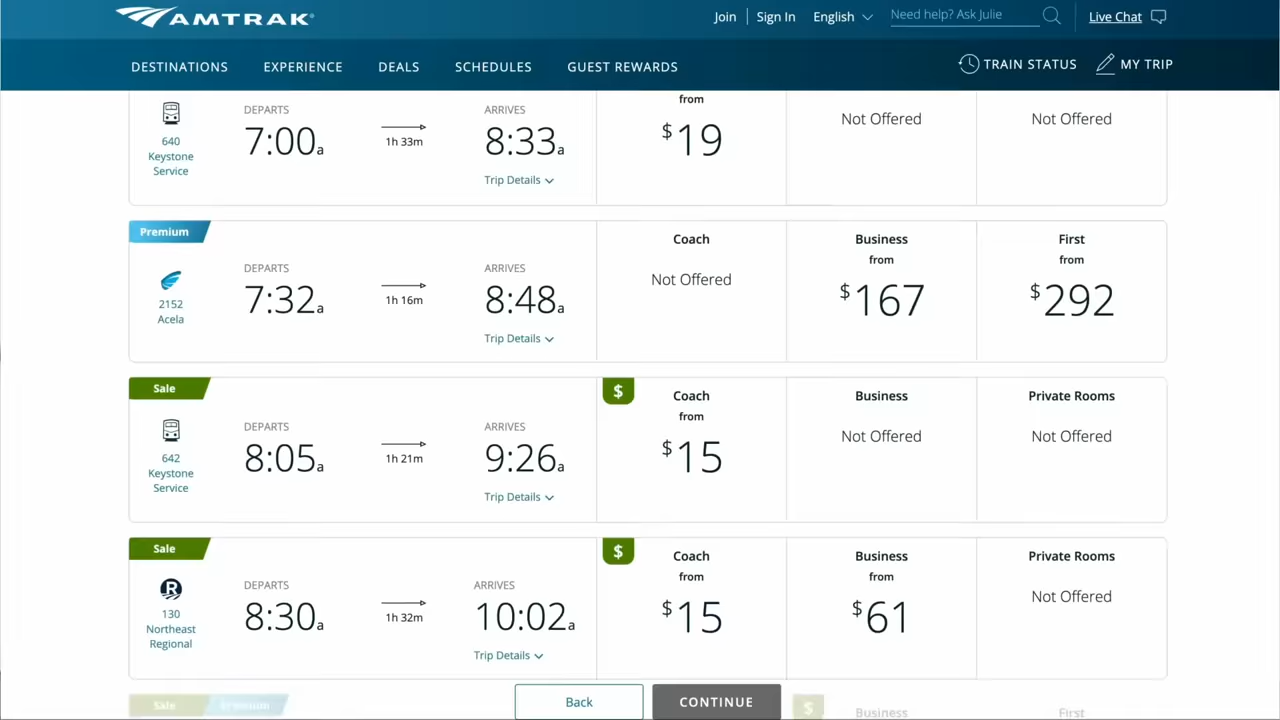 AMTRAK
Join
Sign In
English
Need help? Ask Julie
Live Chat
DESTINATIONS
EXPERIENCE
DEALS
SCHEDULES
GUEST REWARDS
TRAIN STATUS
MY TRIP
640
Keystone
Service
DEPARTS
7:00a
1h 33m
ARRIVES
8:33a
Trip Details
from
$19
Not Offered
Not Offered
Premium
2152
Acela
DEPARTS
7:32a
1h 16m
ARRIVES
8:48a
Trip Details
Coach
Not Offered
Business
from
$167
First
from
$292
Sale
642
Keystone
Service
DEPARTS
8:05a
1h 21m
ARRIVES
9:26a
Trip Details
$
Coach
from
$15
Business
Not Offered
Private Rooms
Not Offered
Sale
130
Northeast
Regional
DEPARTS
8:30a
1h 32m
ARRIVES
10:02a
Trip Details
$
Coach
from
$15
Business
from
$61
Private Rooms
Not Offered
Sale
Premium
Back
CONTINUE
$
Business
First